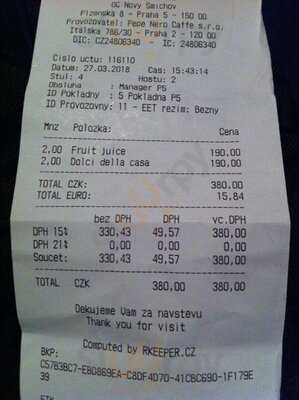 OC Novy Smichov
Plzenská 8 - Praha 5 - 150 00
Provozovatel: Pepe Nero Caffe s.r.o.
Italská 786/30 - Praha 2 - 120 00
DIC: CZ24806340 - IC: 24806340
Cislo uctu: 116110
Datum: 27.03.2018 Cas: 15:43:14
Stul: 4 Hostu: 2
Obsluha : Manager P5
ID Pokladny : 5 Pokladna P5
ID Provozovny: 11 - EET rezim: Bezny
Mnz Polozka: Cena
2,00 Fruit juice 190,00
2,00 Dolci della casa 190,00
TOTAL CZK: 380,00
TOTAL EURO: 15,84
bez DPH DPH vc.DPH
DPH 15% 330,43 49,57 380,00
DPH 21% 0,00 0,00 0,00
Soucet: 330,43 49,57 380,00
TOTAL CZK 380,00 380,00
Dekujeme Vam za navstevu
Thank you for visit
Computed by RKEEPER.CZ
BKP:
C57B3BC7-EBD869EA-C8DF4D70-41CBC690-1F179E
39